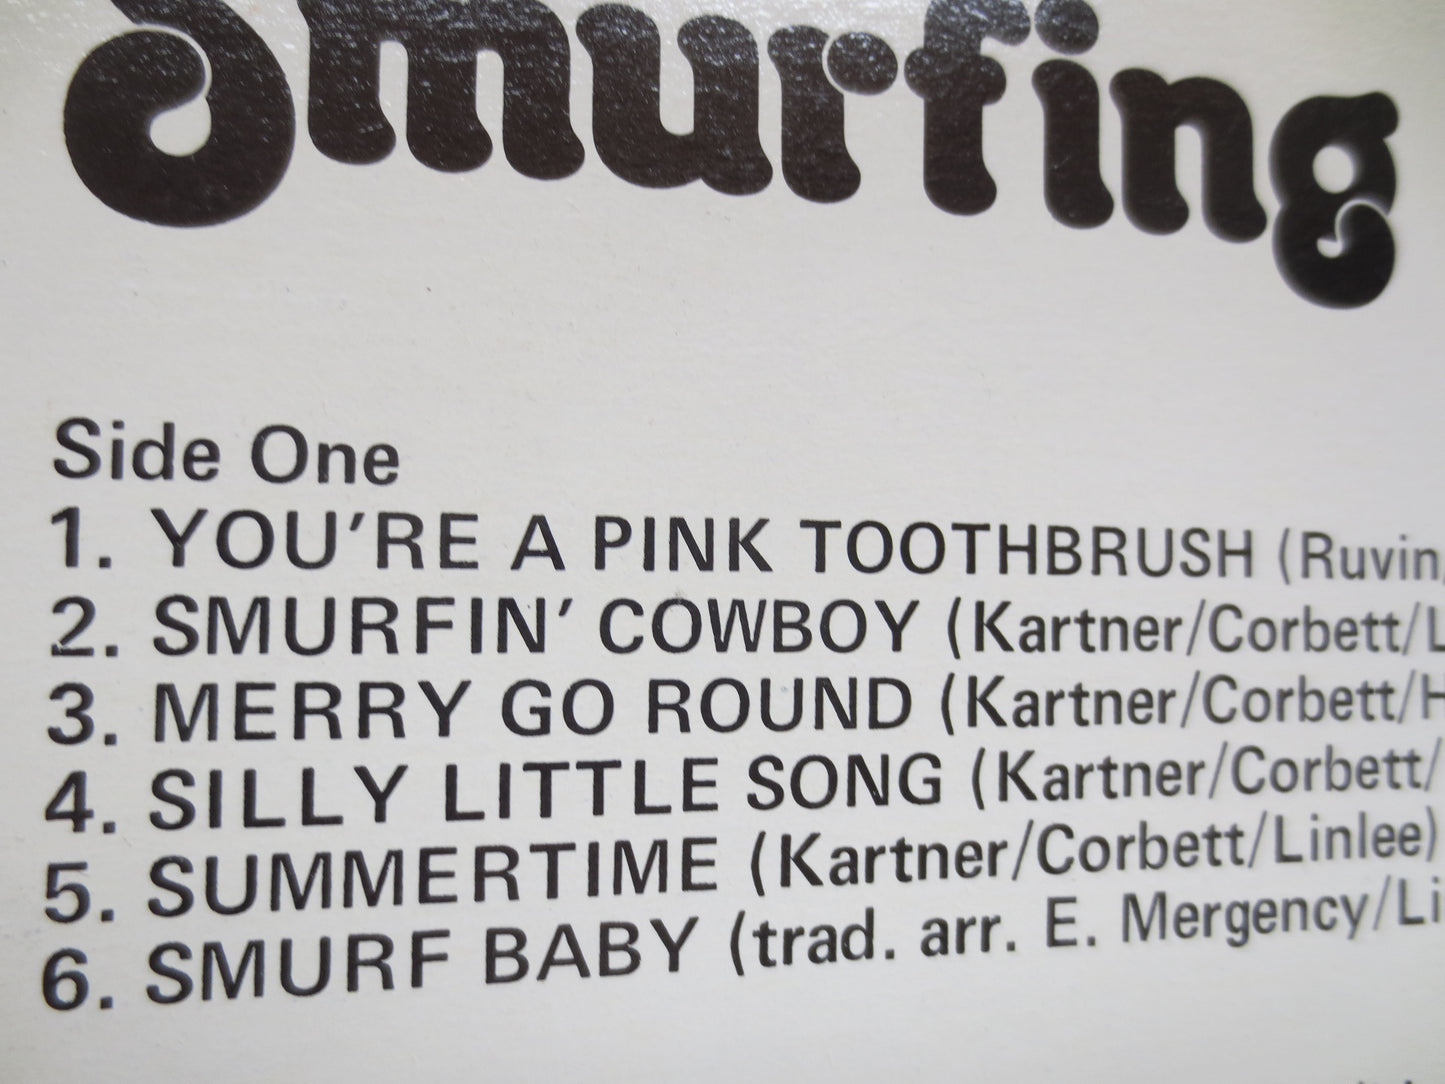 Smurfing
Side One
1. YOU'RE A PINK TOOTHBRUSH (Ruvin,
2. SMURFIN' COWBOY (Kartner/Corbett/L
3. MERRY GO ROUND (Kartner/Corbett/H
4. SILLY LITTLE SONG (Kartner/Corbett/
5. SUMMERTIME (Kartner/Corbett/Linlee)
6. SMURF BABY (trad. arr. E. Mergency/Li